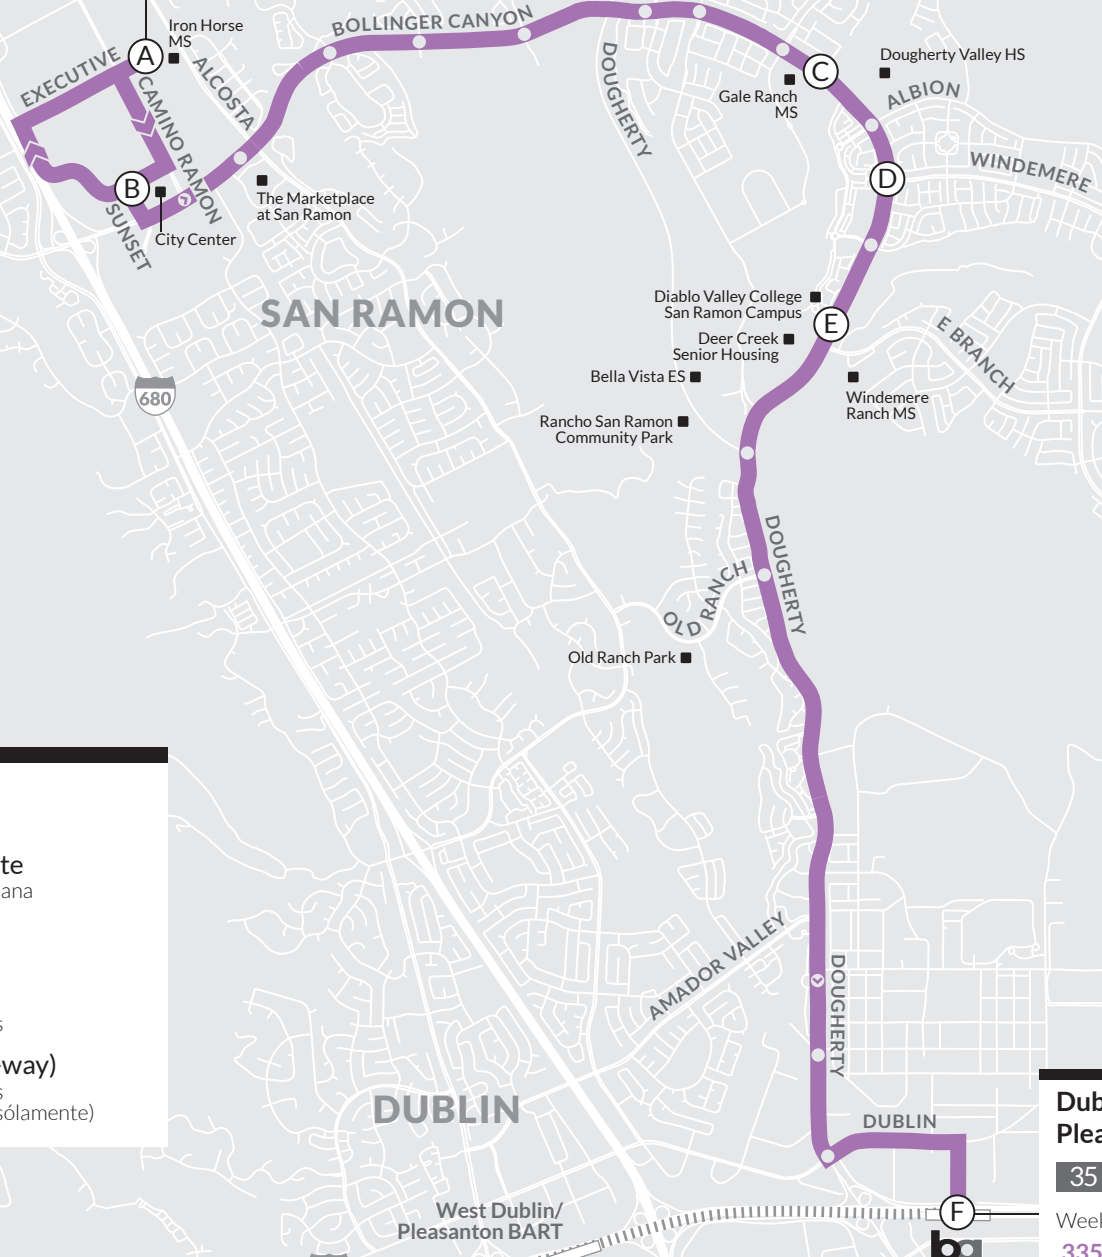 A
Iron Horse
MS
EXECUTIVE
ALCOSTA
CAMINO RAMON
BOLLINGER CANYON
DOUGHERTY
C
Gale Ranch
MS
Dougherty Valley HS
ALBION
WINDEMERE
D
B
SUNSET
City Center
The Marketplace
at San Ramon
SAN RAMON
Diablo Valley College
San Ramon Campus
E
Deer Creek
Senior Housing
E BRANCH
Bella Vista ES
Windemere
Ranch MS
680
Rancho San Ramon
Community Park
DOUGHERTY
OLD RANCH
Old Ranch Park
te
ana
s
-way)
s
sólamente)
AMADOR VALLEY
DOUGHERTY
DUBLIN
DUBLIN
West Dublin/
Pleasanton BART
F
ba
Dub
Plea
35
Week
335